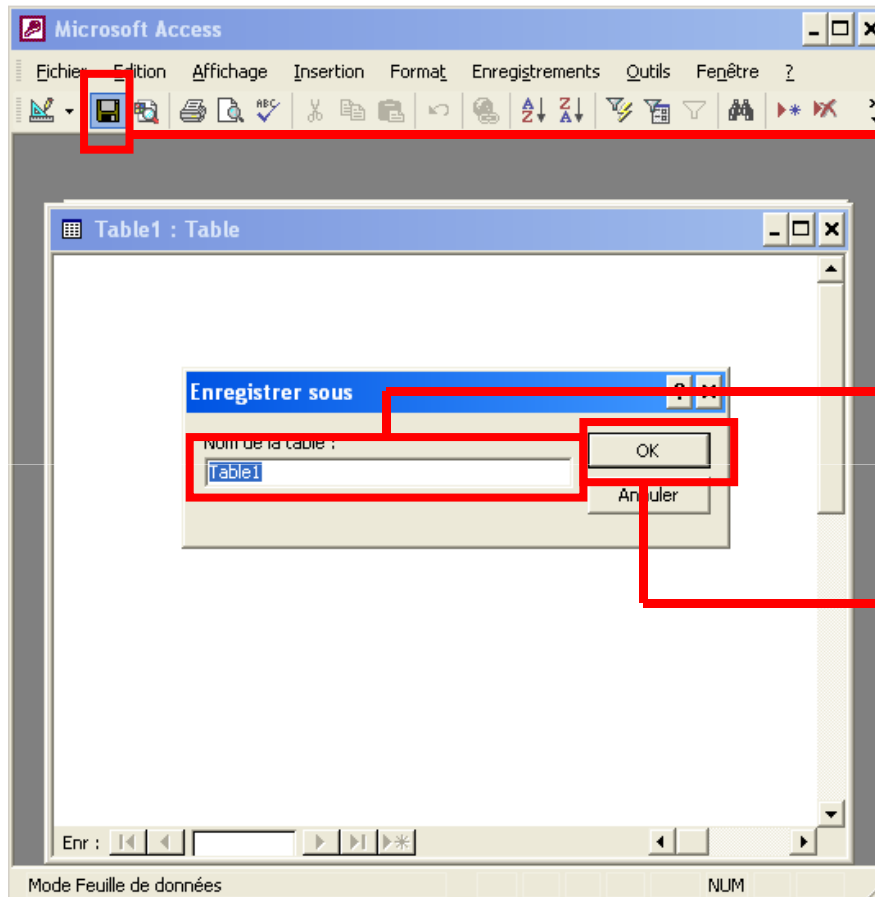 Microsoft Access
Fichier Edition Affichage Insertion Format Enregistrements Outils Fenêtre ?
ABC
A Z Z A
Table1 : Table
Enregistrer sous
Nom de la table :
Table1
OK
Annuler
Enr :
Mode Feuille de données NUM